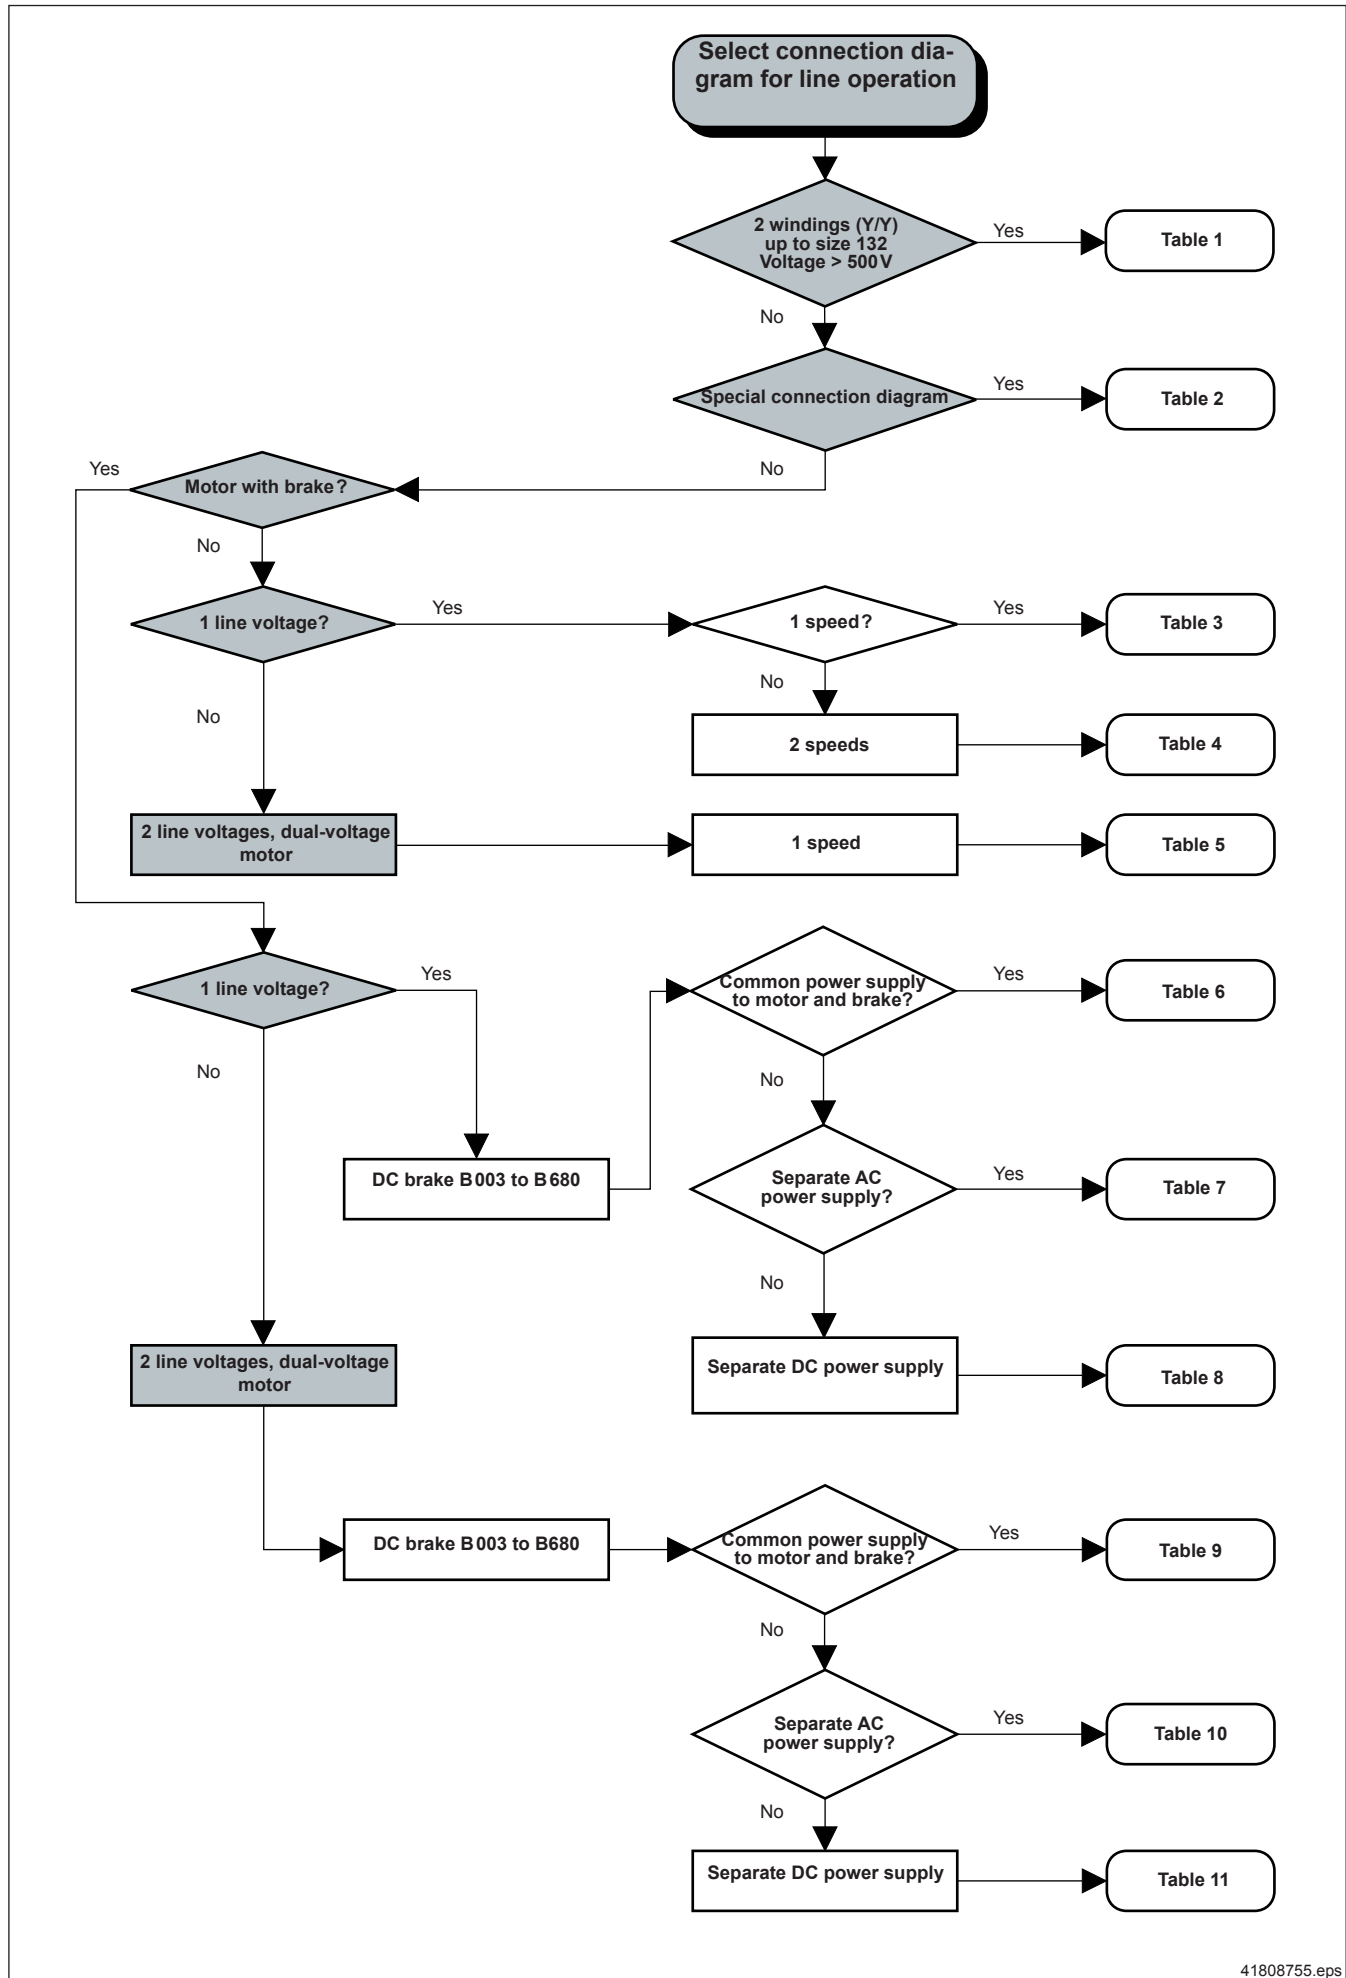 Select connection dia-
gram for line operation
2 windings (Y/Y)
up to size 132
Voltage > 500 V
Yes
Table 1
No
Special connection diagram
Yes
Table 2
No
Yes
Motor with brake?
No
1 line voltage?
Yes
1 speed?
Yes
Table 3
No
No
2 speeds
Table 4
2 line voltages, dual-voltage
motor
1 speed
Table 5
1 line voltage?
Yes
Common power supply
to motor and brake?
Yes
Table 6
No
No
DC brake B003 to B680
Separate AC
power supply?
Yes
Table 7
No
2 line voltages, dual-voltage
motor
Separate DC power supply
Table 8
DC brake B003 to B680
Common power supply
to motor and brake?
Yes
Table 9
No
Separate AC
power supply?
Yes
Table 10
No
Separate DC power supply
Table 11
41808755.eps